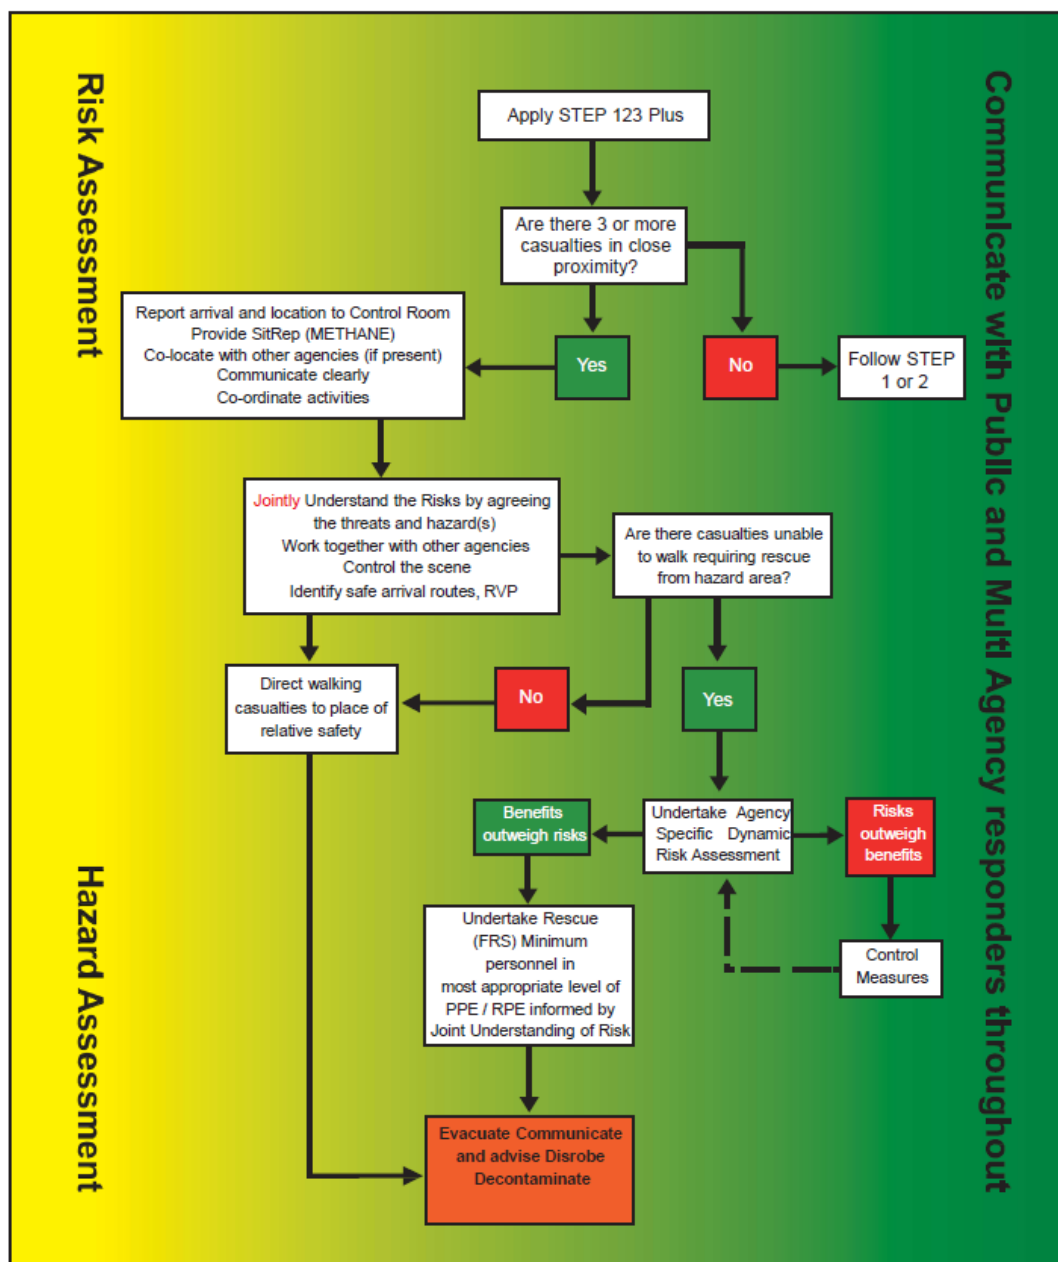 Risk Assessment
Hazard Assessment
Communicate with Public and Multi Agency responders throughout
Apply STEP 123 Plus
Are there 3 or more
casualties in close
proximity?
Report arrival and location to Control Room
Provide SitRep (METHANE)
Co-locate with other agencies (if present)
Communicate clearly
Co-ordinate activities
Yes
No
Follow STEP
1 or 2
Jointly Understand the Risks by agreeing
the threats and hazard(s)
Work together with other agencies
Control the scene
Identify safe arrival routes, RVP
Are there casualties unable
to walk requiring rescue
from hazard area?
Direct walking
casualties to place of
relative safety
No
Yes
Benefits
outweigh risks
Undertake Agency
Specific Dynamic
Risk Assessment
Risks
outweigh
benefits
Undertake Rescue
(FRS) Minimum
personnel in
most appropriate level of
PPE / RPE informed by
Joint Understanding of Risk
Control
Measures
Evacuate Communicate
and advise Disrobe
Decontaminate